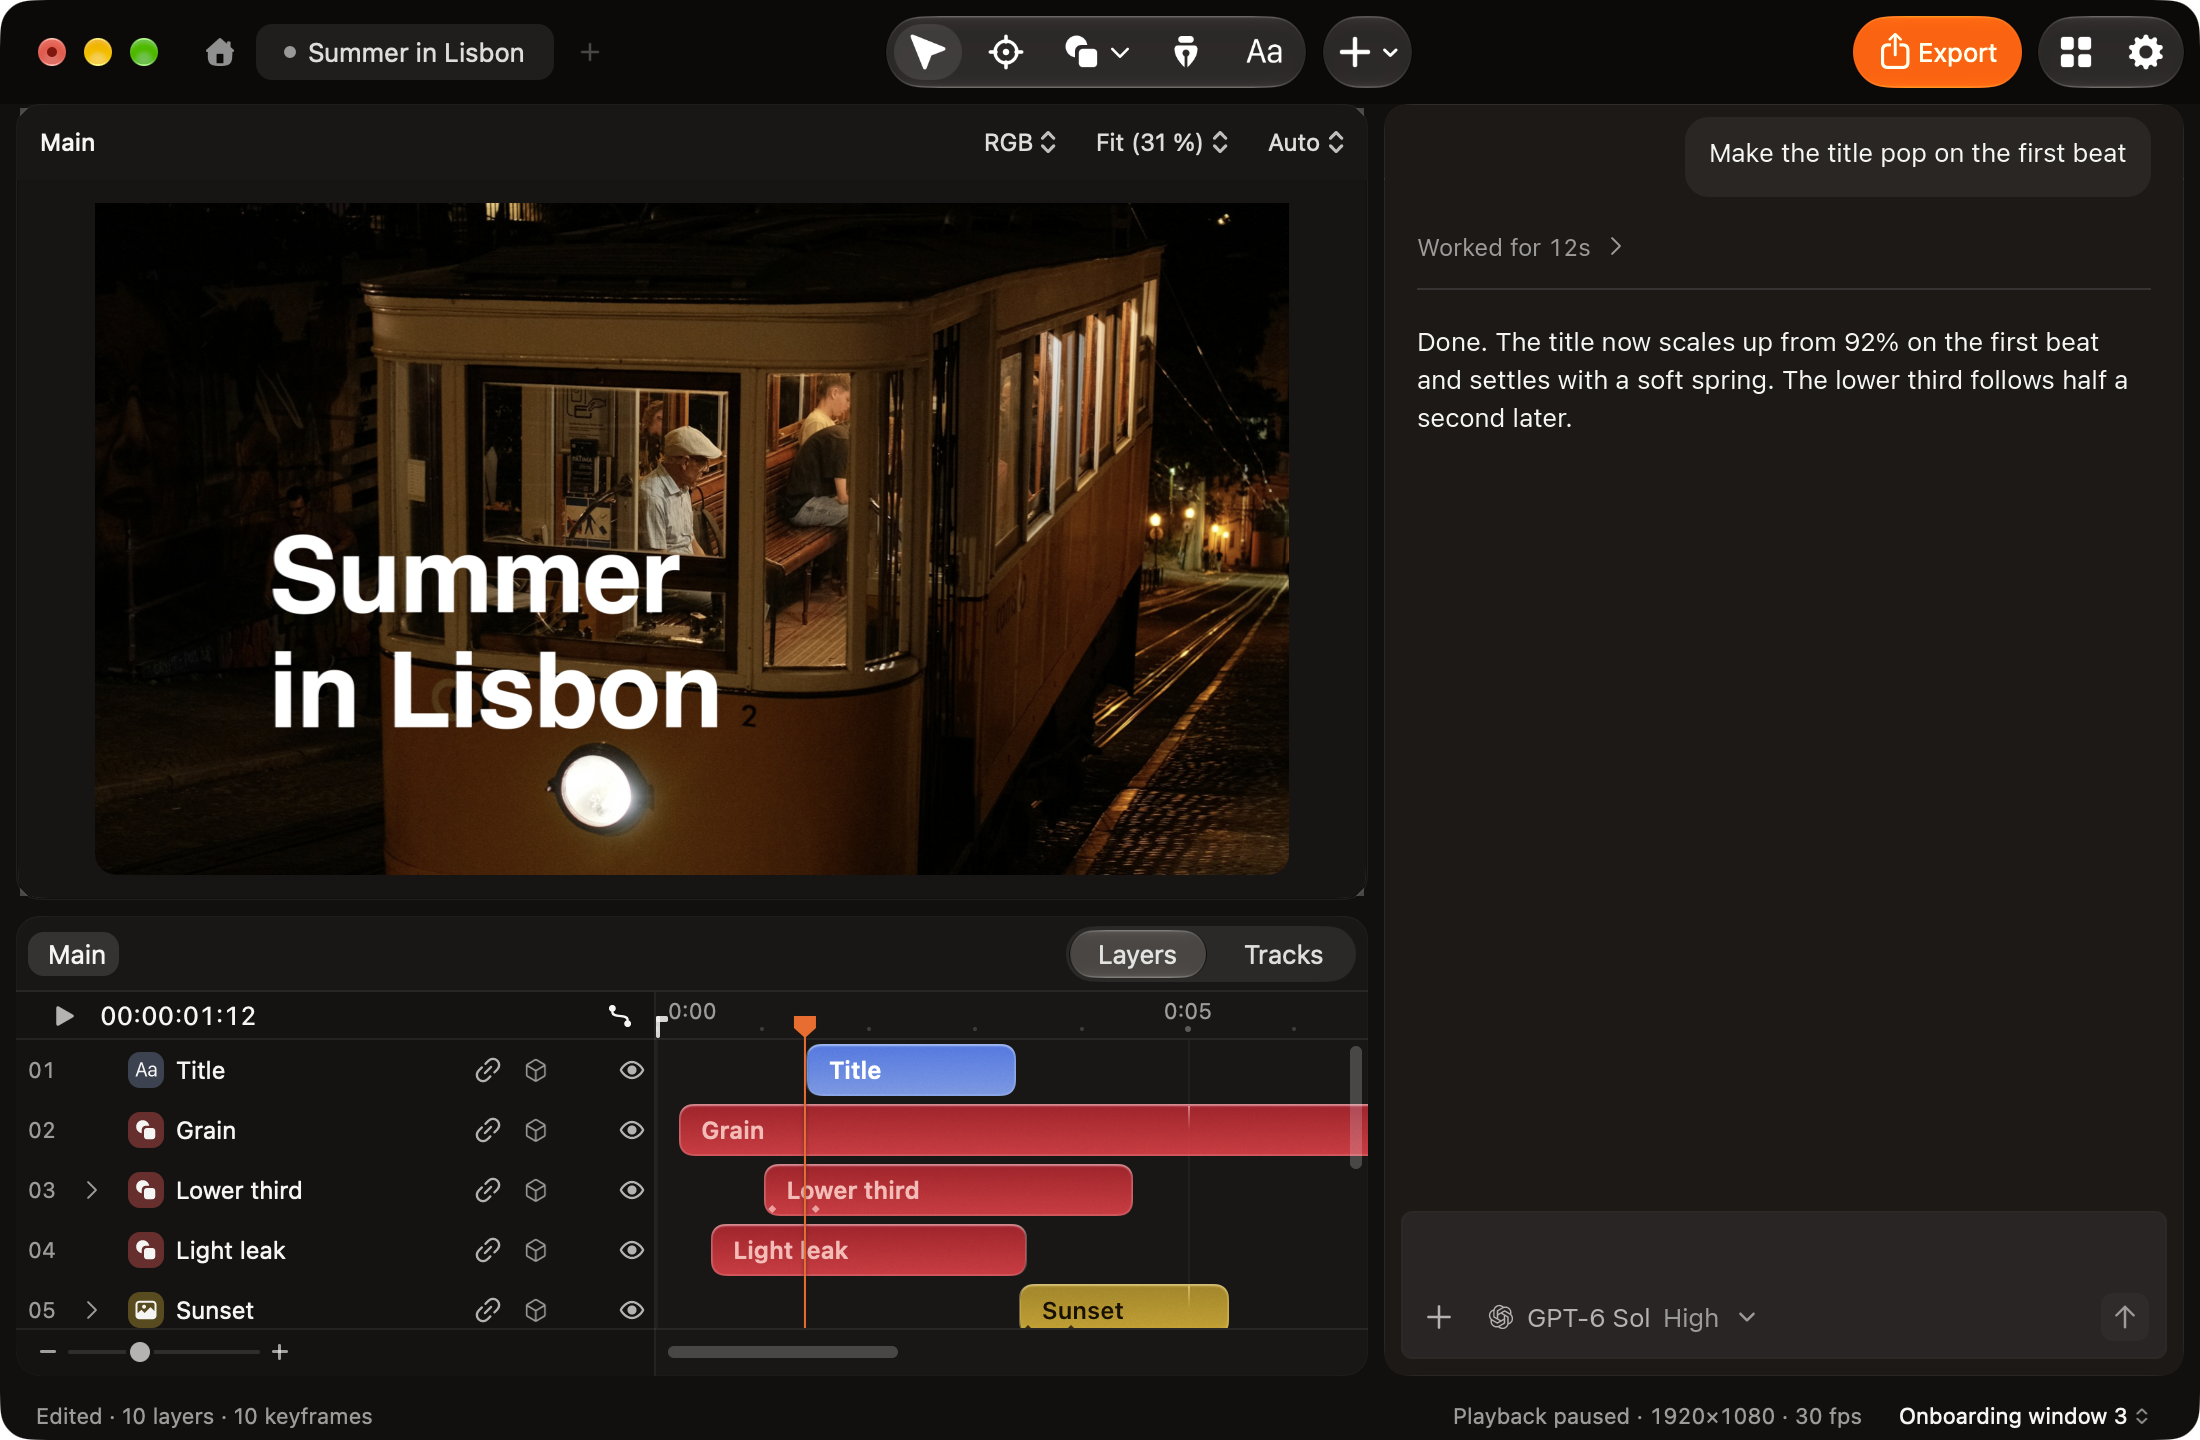 Summer in Lisbon
Aa
Export
Main
RGB
Fit (31 %)
Auto
Summer
in Lisbon
2
Make the title pop on the first beat
Worked for 12s
Done. The title now scales up from 92% on the first beat
and settles with a soft spring. The lower third follows half a
second later.
Main
Layers
Tracks
00:00:01:12
0:00
0:05
01 Aa Title
Title
02 Grain
Grain
03 Lower third
Lower third
04 Light leak
Light leak
05 Sunset
Sunset
GPT-6 Sol High
Edited · 10 layers · 10 keyframes
Playback paused · 1920×1080 · 30 fps
Onboarding window 3